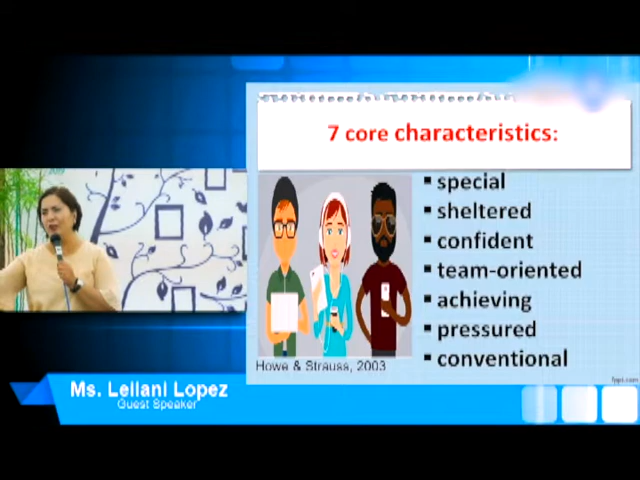 7 core characteristics:
▪ special
▪ sheltered
▪ confident
▪ team-oriented
▪ achieving
▪ pressured
▪ conventional
Howe & Strauss, 2003
fppt.com
Ms. Leilani Lopez
Guest Speaker